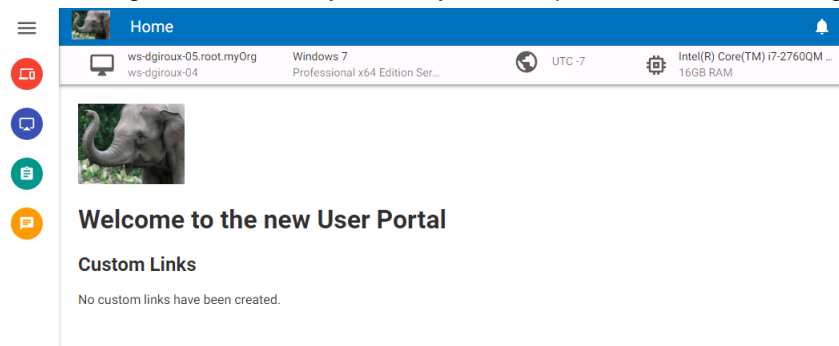 Home
ws-dgiroux-05.root.myOrg
ws-dgiroux-04
Windows 7
Professional x64 Edition Ser...
UTC -7
Intel(R) Core(TM) i7-2760QM ...
16GB RAM
Welcome to the new User Portal
Custom Links
No custom links have been created.